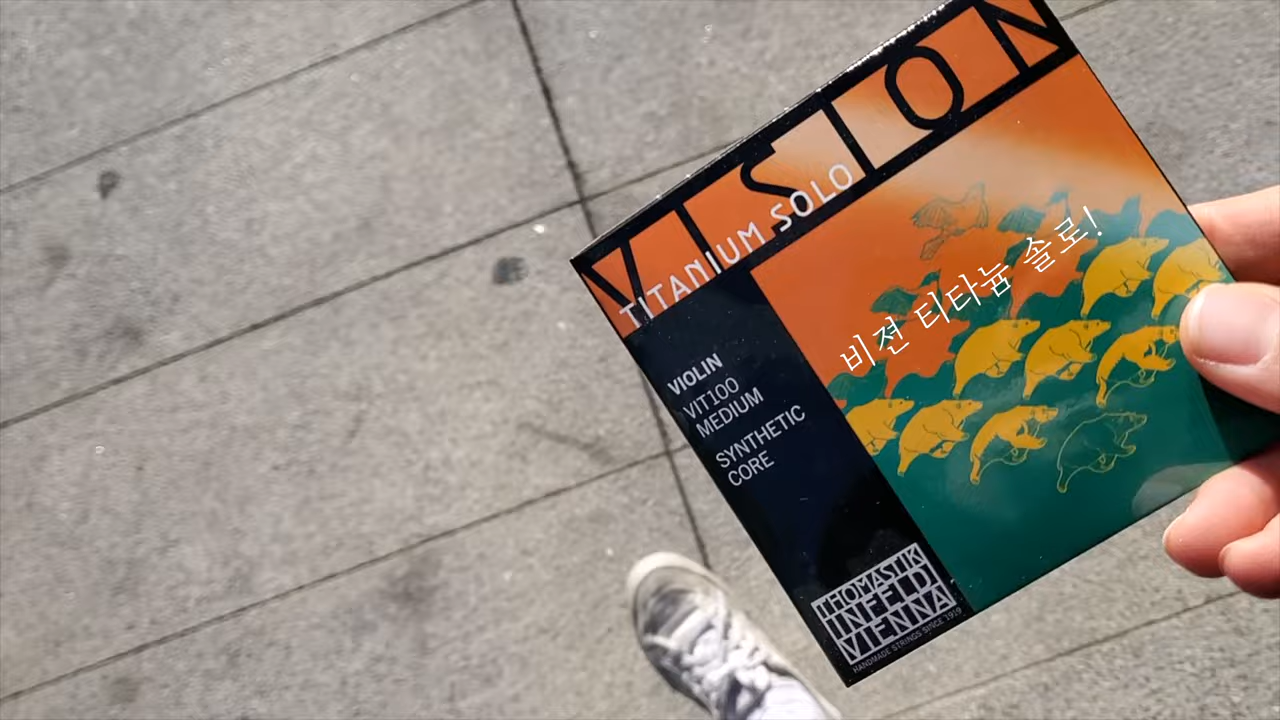 VISION
TITANIUM SOLO
비젼 티타늄 솔로!
VIOLIN
VIT100
MEDIUM
SYNTHETIC
CORE
THOMASTIK
INFELD
VIENNA
HANDMADE STRINGS SINCE 1919